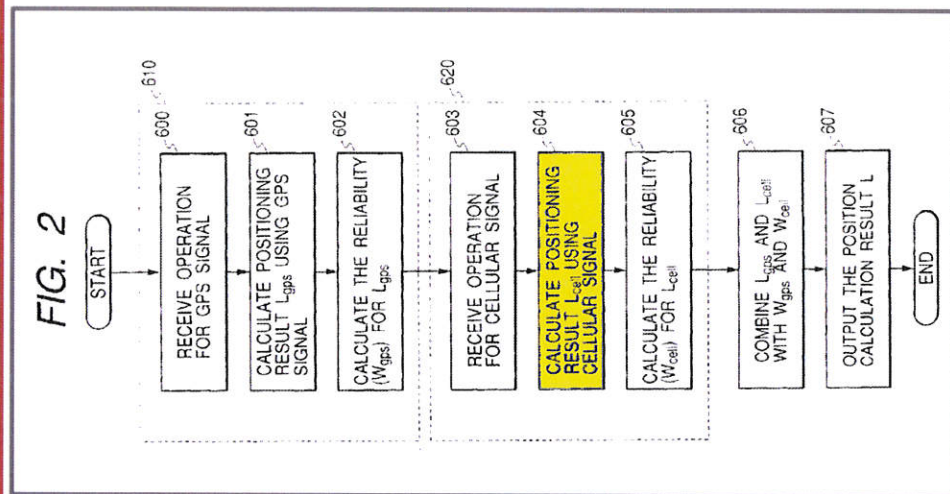 FIG. 2
START
610
600
RECEIVE OPERATION
FOR GPS SIGNAL
601
CALCULATE POSITIONING
RESULT Lgps USING GPS
SIGNAL
602
CALCULATE THE RELIABILITY
(Wgps) FOR Lgps
620
603
RECEIVE OPERATION
FOR CELLULAR SIGNAL
604
CALCULATE POSITIONING
RESULT Lcell USING
CELLULAR SIGNAL
605
CALCULATE THE RELIABILITY
(Wcell) FOR Lcell
606
COMBINE Lgps AND Lcell
WITH Wgps AND Wcell
607
OUTPUT THE POSITION
CALCULATION RESULT L
END